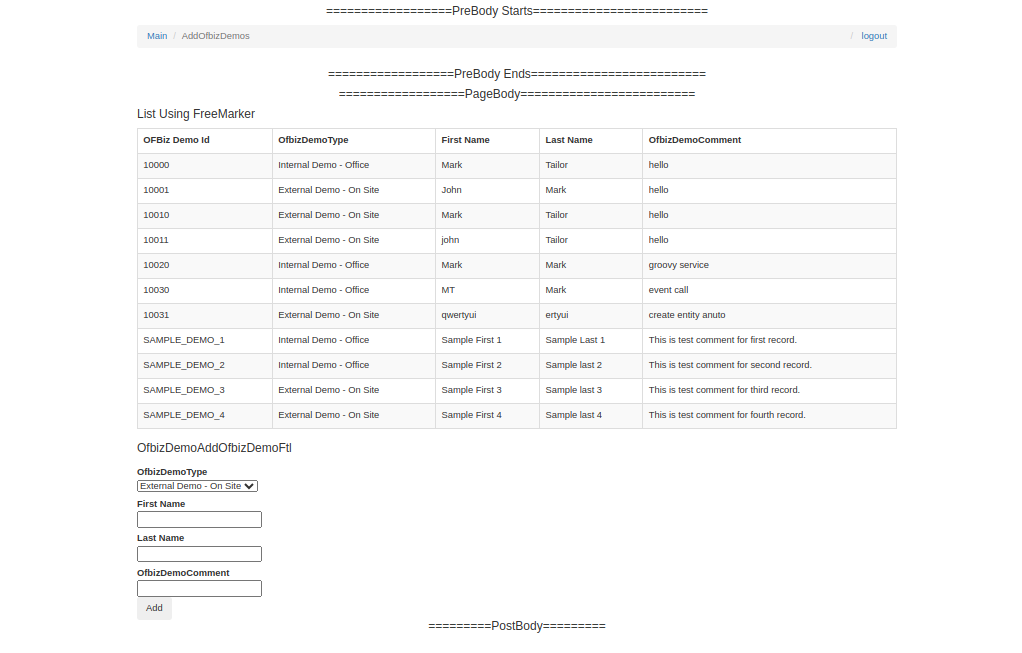 ==================PreBody Starts=========================
Main / AddOfbizDemos / logout
==================PreBody Ends=========================
==================PageBody=========================
List Using FreeMarker
OFBiz Demo Id OfbizDemoType First Name Last Name OfbizDemoComment
10000 Internal Demo - Office Mark Tailor hello
10001 External Demo - On Site John Mark hello
10010 External Demo - On Site Mark Tailor hello
10011 External Demo - On Site john Tailor hello
10020 Internal Demo - Office Mark Mark groovy service
10030 Internal Demo - Office MT Mark event call
10031 External Demo - On Site qwertyui ertyui create entity anuto
SAMPLE_DEMO_1 Internal Demo - Office Sample First 1 Sample Last 1 This is test comment for first record.
SAMPLE_DEMO_2 Internal Demo - Office Sample First 2 Sample last 2 This is test comment for second record.
SAMPLE_DEMO_3 External Demo - On Site Sample First 3 Sample last 3 This is test comment for third record.
SAMPLE_DEMO_4 External Demo - On Site Sample First 4 Sample last 4 This is test comment for fourth record.
OfbizDemoAddOfbizDemoFtl
OfbizDemoType
External Demo - On Site
First Name
Last Name
OfbizDemoComment
Add
=========PostBody=========